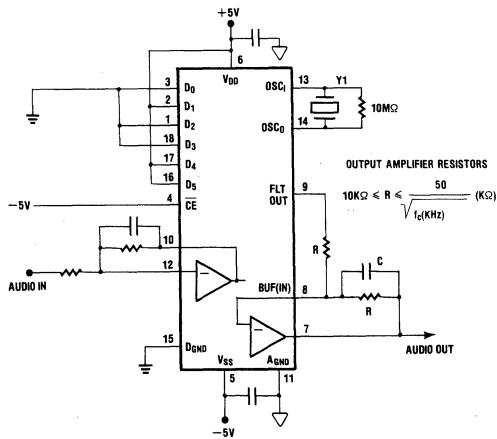 +5V
6
VDD
3
D0
2
D1
1
D2
18
D3
17
D4
16
D5
-5V
4
CE
10
12
AUDIO IN
15
DGND
VSS
5
-5V
AGND
11
OSCI
13
Y1
10MΩ
14
OSCO
OUTPUT AMPLIFIER RESISTORS
10KΩ ≤ R ≤ 50 / √fC(KHz) (KΩ)
FLT
OUT
9
R
BUF(IN)
8
C
R
7
AUDIO OUT